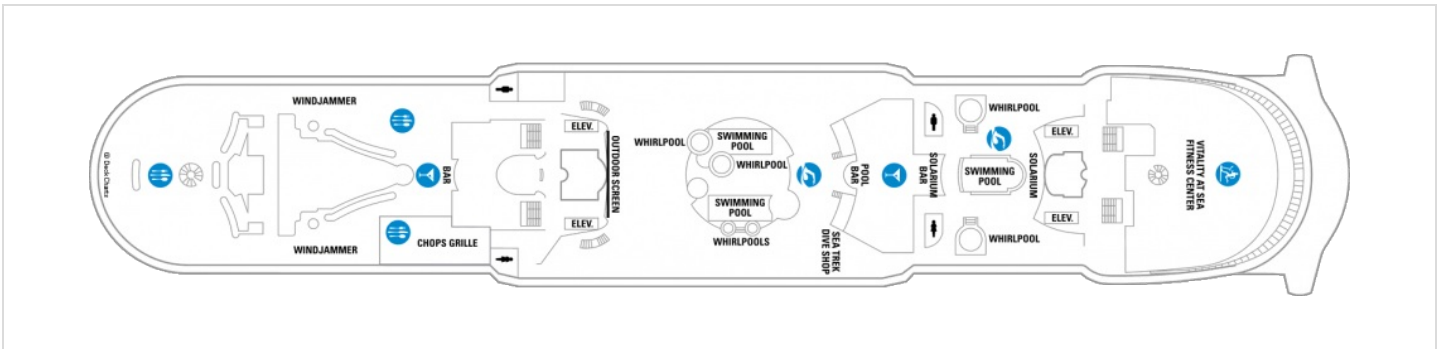 © Deck Chartz
WINDJAMMER
WINDJAMMER
BAR
CHOPS GRILLE
ELEV.
ELEV.
OUTDOOR SCREEN
WHIRLPOOL
SWIMMING
POOL
WHIRLPOOL
SWIMMING
POOL
WHIRLPOOLS
POOL
BAR
SEA TREK
DIVE SHOP
SOLARIUM
BAR
WHIRLPOOL
SWIMMING
POOL
WHIRLPOOL
SOLARIUM
ELEV.
ELEV.
VITALITY AT SEA
FITNESS CENTER